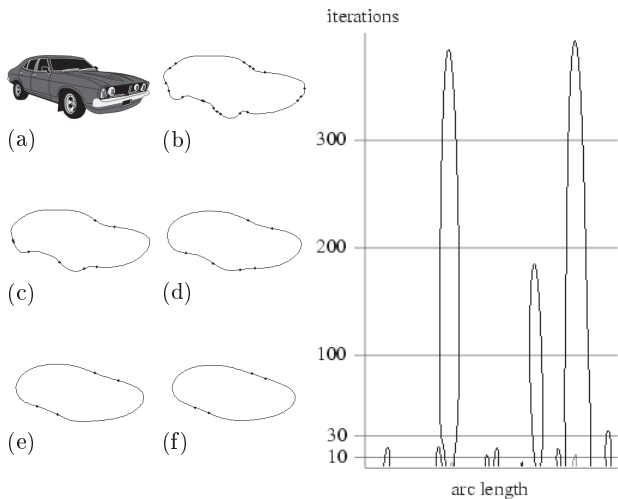 iterations
(a)
(b)
300
(c)
(d)
200
100
(e)
(f)
30
10
arc length